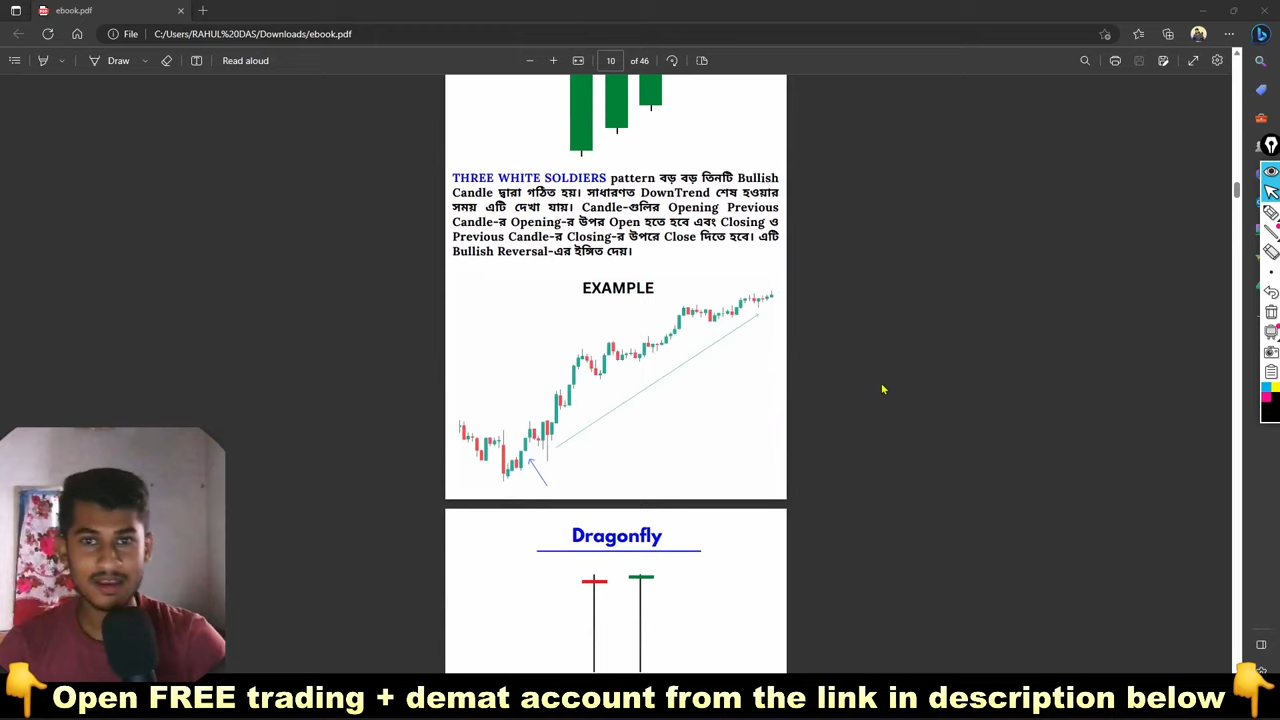 ebook.pdf
File
C:/Users/RAHUL%20DAS/Downloads/ebook.pdf
Draw
Read aloud
10
of 46
THREE WHITE SOLDIERS pattern বড় বড় তিনটি Bullish
Candle দ্বারা গঠিত হয়। সাধারণত DownTrend শেষ হওয়ার
সময় এটি দেখা যায়। Candle-গুলির Opening Previous
Candle-র Opening-র উপর Open হতে হবে এবং Closing ও
Previous Candle-র Closing-র উপরে Close দিতে হবে। এটি
Bullish Reversal-এর ইঙ্গিত দেয়।
EXAMPLE
Dragonfly
Open FREE trading + demat account from the link in description below